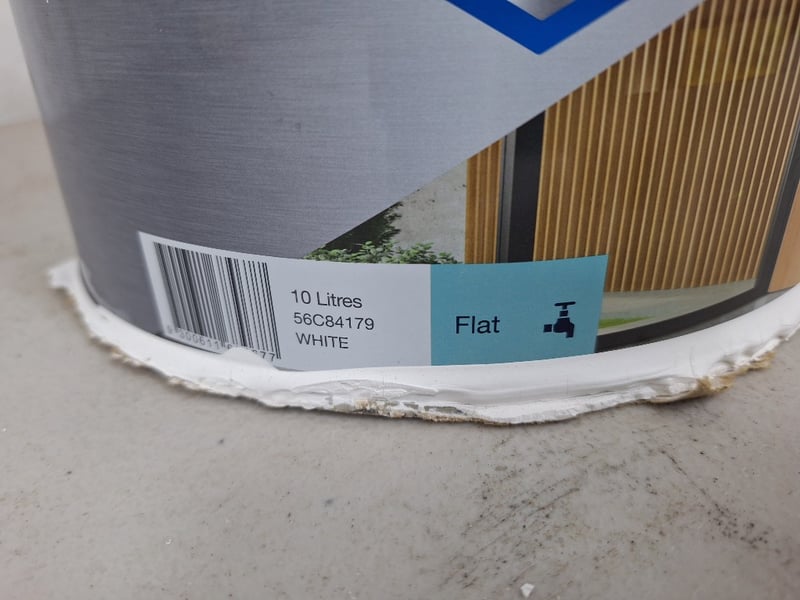 10 Litres
56C84179
WHITE
Flat